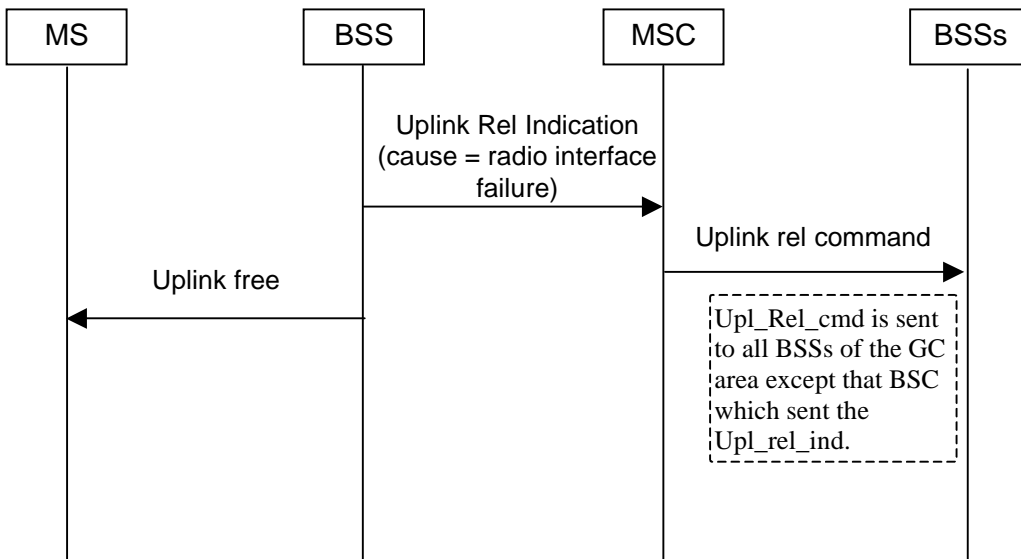 MS
BSS
MSC
BSSs
Uplink Rel Indication
(cause = radio interface
failure)
Uplink rel command
Uplink free
Upl_Rel_cmd is sent
to all BSSs of the GC
area except that BSC
which sent the
Upl_rel_ind.